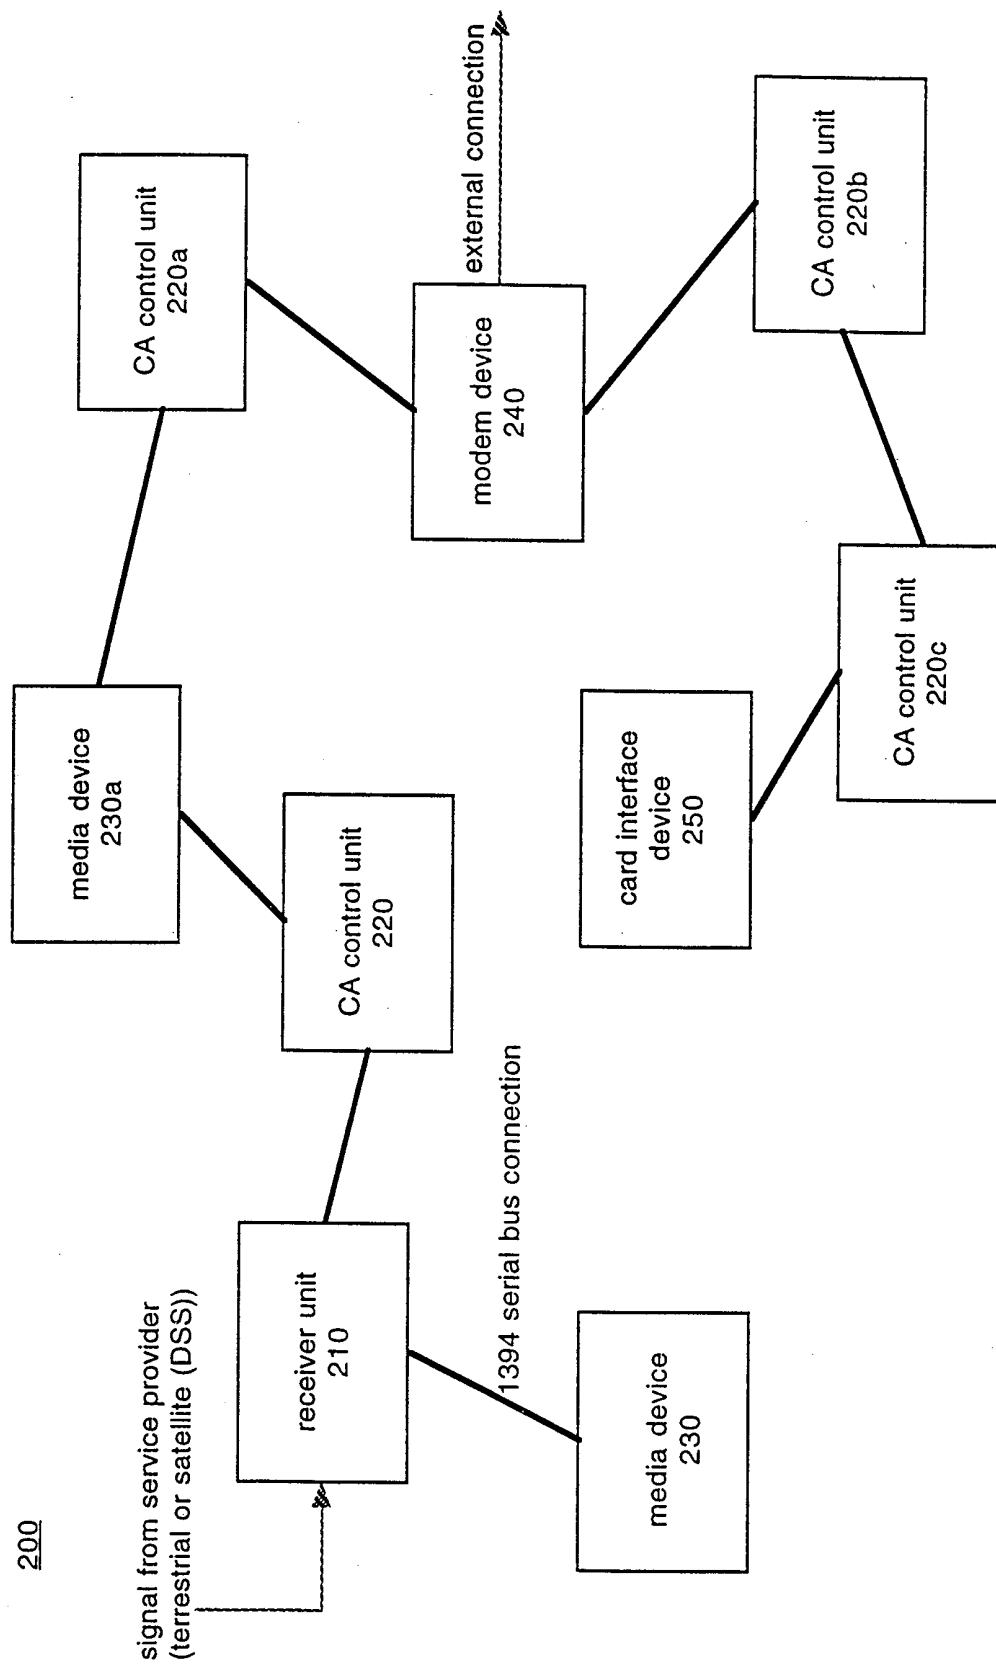 200
signal from service provider
(terrestrial or satellite (DSS))
receiver unit
210
1394 serial bus connection
media device
230
CA control unit
220
media device
230a
CA control unit
220a
modem device
240
external connection
CA control unit
220b
CA control unit
220c
card interface
device
250